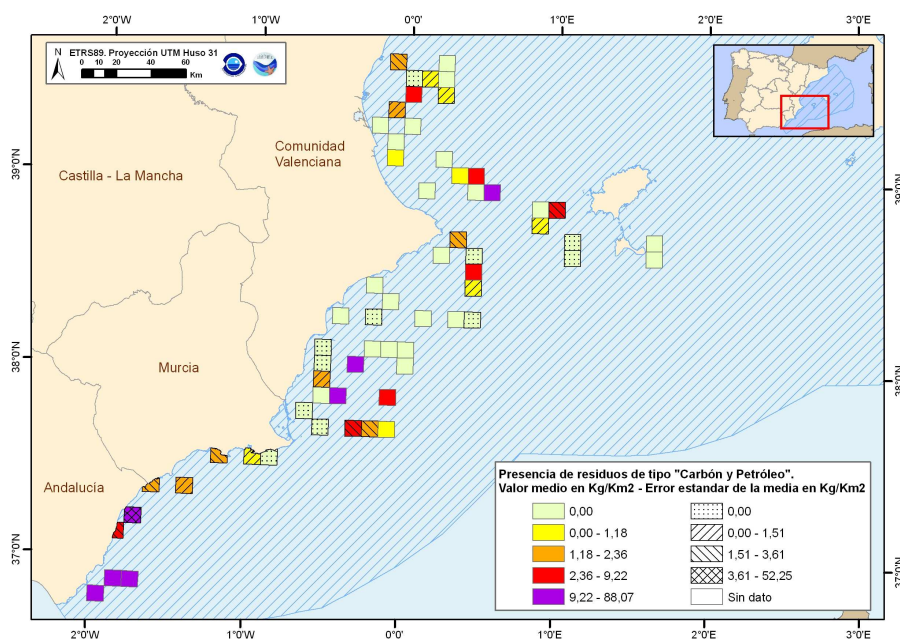 2°0'W 1°0'W 0°0' 1°0'E 2°0'E 3°0'E
N ETRS89. Proyección UTM Huso 31
10 20 40 60
Km
39°0'N
39°0'N
38°0'N
38°0'N
37°0'N
37°0'N
Comunidad
Valenciana
Castilla - La Mancha
Murcia
Andalucía
Presencia de residuos de tipo "Carbón y Petróleo".
Valor medio en Kg/Km2 - Error estandar de la media en Kg/Km2
0,00 0,00
0,00 - 1,18 0,00 - 1,51
1,18 - 2,36 1,51 - 3,61
2,36 - 9,22 3,61 - 52,25
9,22 - 88,07 Sin dato
2°0'W 1°0'W 0°0' 1°0'E 2°0'E 3°0'E